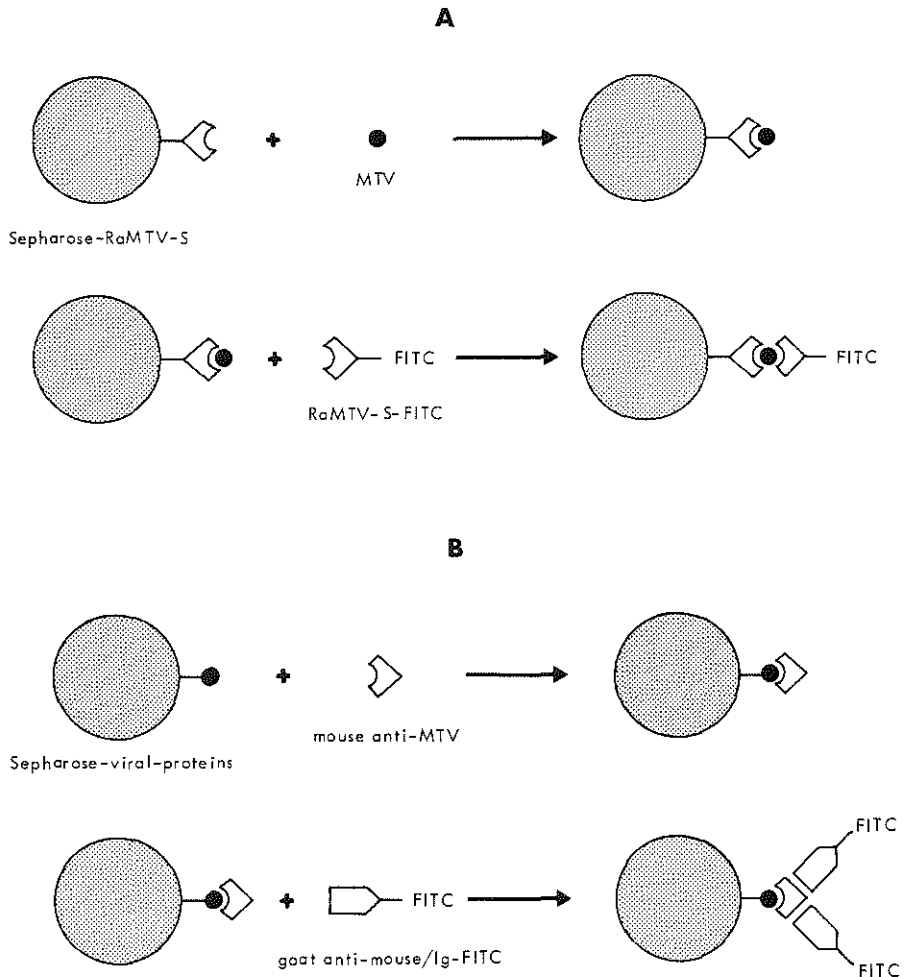 A
+
MTV
Sepharose-RaMTV-S
+ FITC FITC
RaMTV-S-FITC
B
+
mouse anti-MTV
Sepharose-viral-proteins
FITC
+ FITC
goat anti-mouse/Ig-FITC
FITC